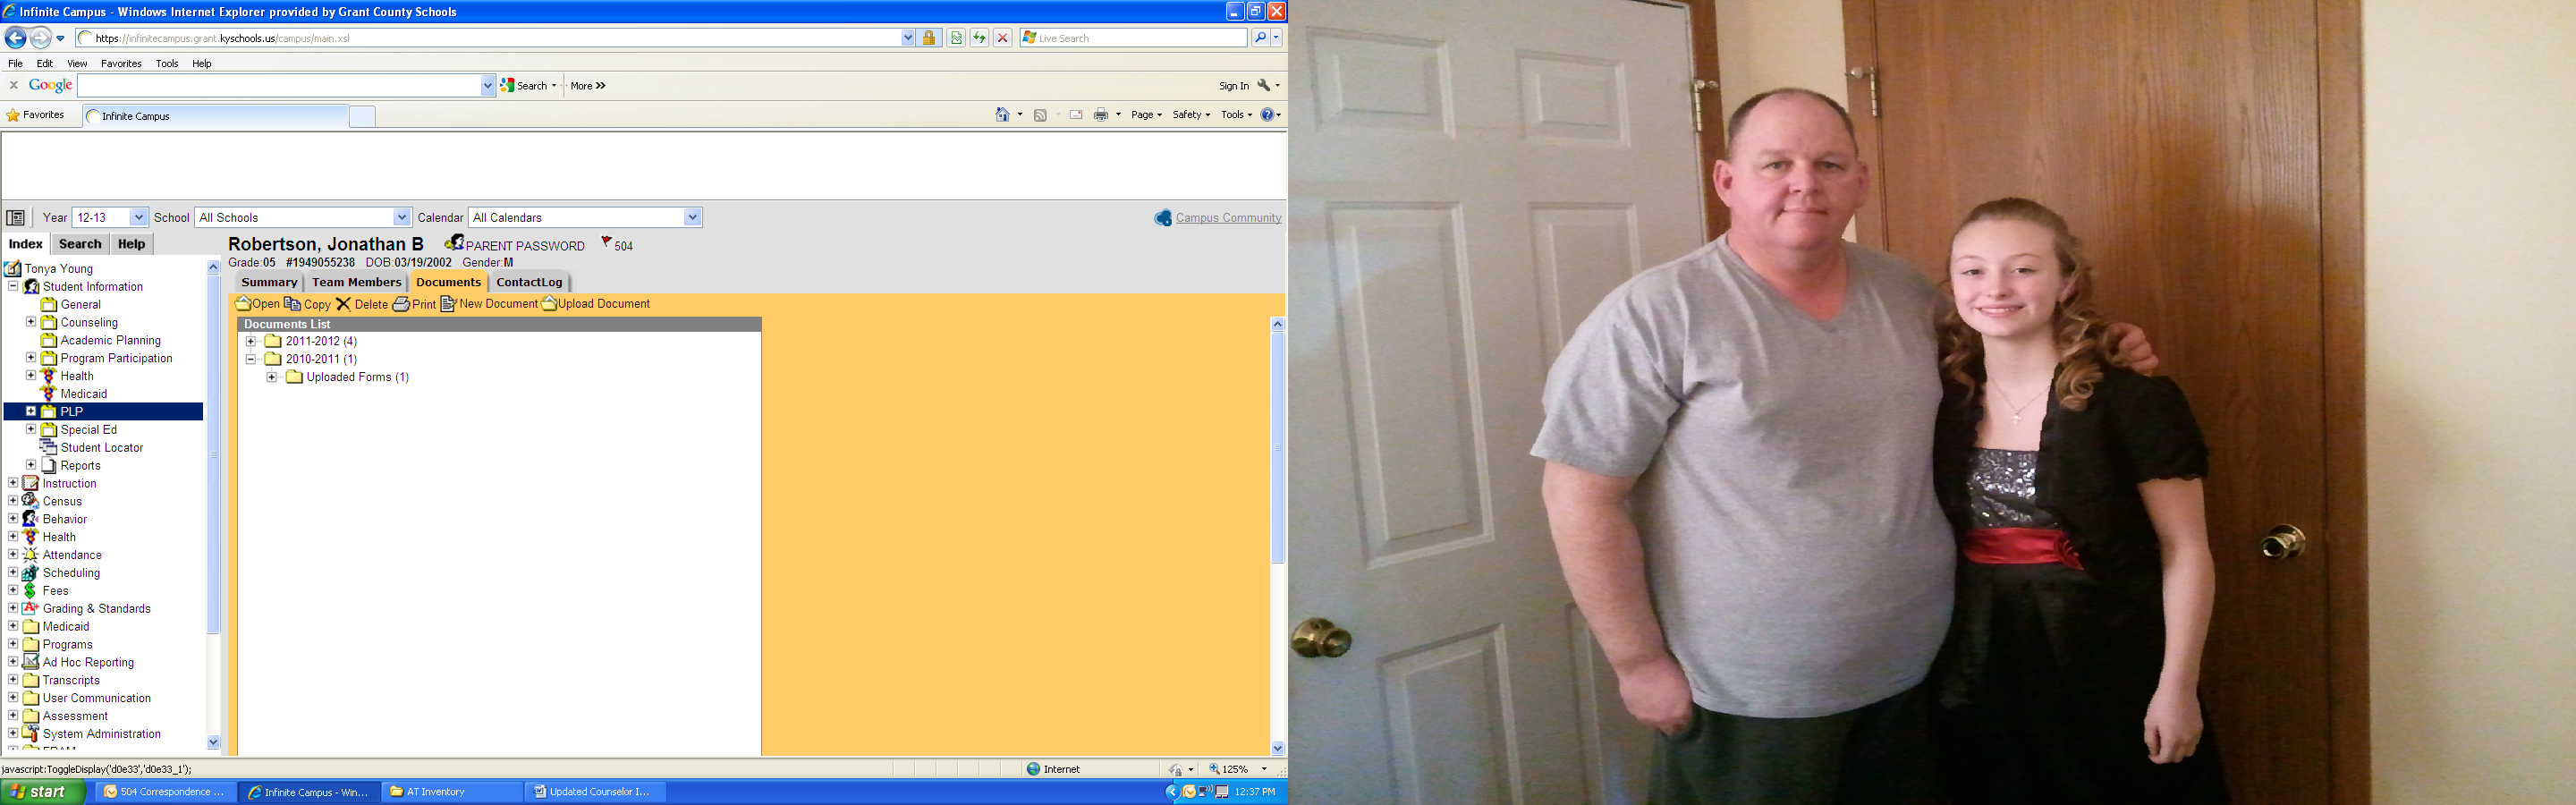 Infinite Campus - Windows Internet Explorer provided by Grant County Schools
https://infinitecampus.grant.kyschools.us/campus/main.xsl
Live Search
File Edit View Favorites Tools Help
x Google Search More »
Sign In
Favorites Infinite Campus
Page Safety Tools
Year 12-13 School All Schools Calendar All Calendars
Campus Community
Index Search Help
Tonya Young
Student Information
General
Counseling
Academic Planning
Program Participation
Health
Medicaid
PLP
Special Ed
Student Locator
Reports
Instruction
Census
Behavior
Health
Attendance
Scheduling
Fees
Grading & Standards
Medicaid
Programs
Ad Hoc Reporting
Transcripts
User Communication
Assessment
System Administration
Robertson, Jonathan B PARENT PASSWORD 504
Grade:05 #1949055238 DOB:03/19/2002 Gender:M
Summary Team Members Documents ContactLog
Open Copy Delete Print New Document Upload Document
Documents List
2011-2012 (4)
2010-2011 (1)
Uploaded Forms (1)
javascript:ToggleDisplay('d0e33','d0e33_1');
Internet
125%
start 504 Correspondence ... Infinite Campus - Win... AT Inventory Updated Counselor I...
12:37 PM